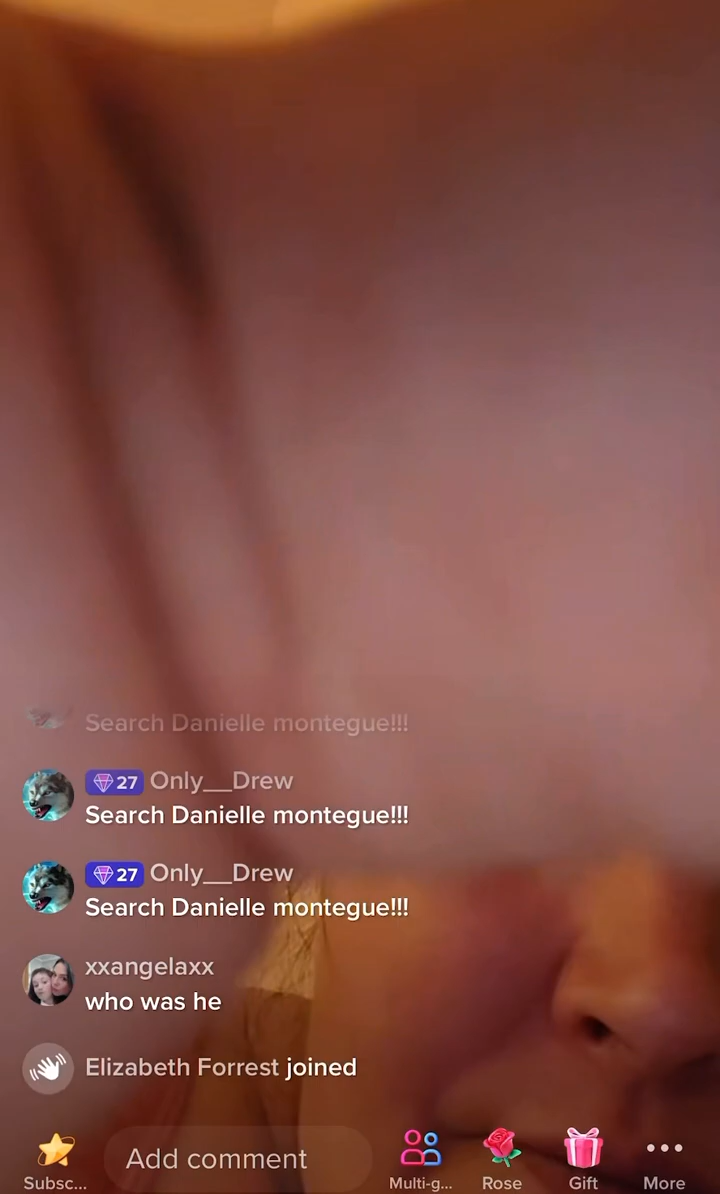 Search Danielle montegue!!!
27 Only__Drew
Search Danielle montegue!!!
27 Only__Drew
Search Danielle montegue!!!
xxangelaxx
who was he
Elizabeth Forrest joined
Add comment
Subsc... Multi-g... Rose Gift More